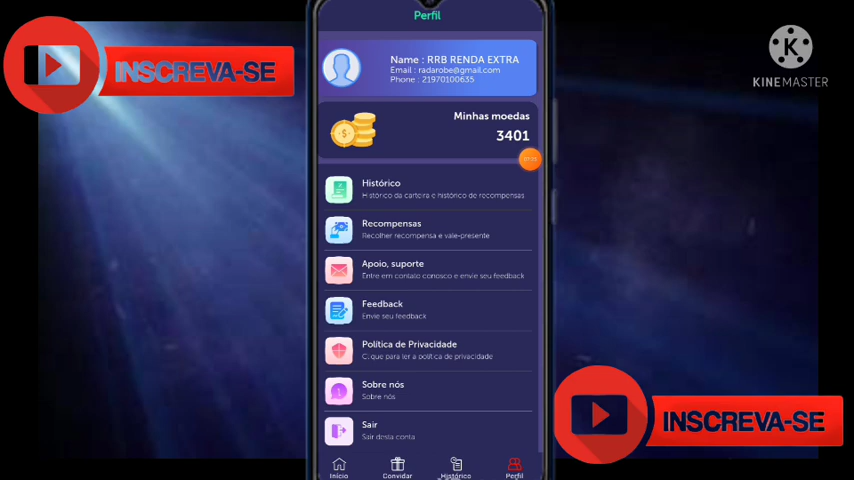 Perfil
INSCREVA-SE
Name : RRB RENDA EXTRA
Email : radarobe@gmail.com
Phone : 21970100635
KINEMASTER
Minhas moedas
3401
Histórico
Histórico da carteira e histórico de recompensas
Recompensas
Recolher recompensa e vale-presente
Apoio, suporte
Entre em contato conosco e envie seu feedback
Feedback
Envie seu feedback
Política de Privacidade
Clique para ler a política de privacidade
Sobre nós
Sobre nós
INSCREVA-SE
Sair
Sair desta conta
Início
Convidar
Histórico
Perfil